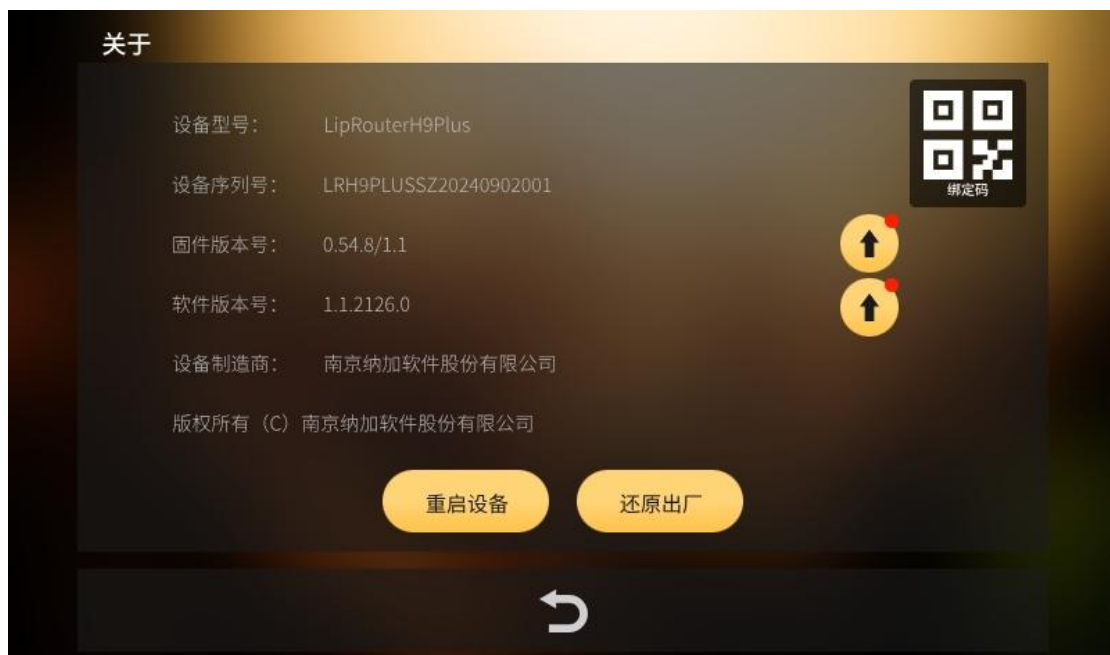 关于
绑定码
设备型号： LipRouterH9Plus
设备序列号： LRH9PLUSSZ20240902001
固件版本号： 0.54.8/1.1
软件版本号： 1.1.2126.0
设备制造商： 南京纳加软件股份有限公司
版权所有（C）南京纳加软件股份有限公司
重启设备 还原出厂